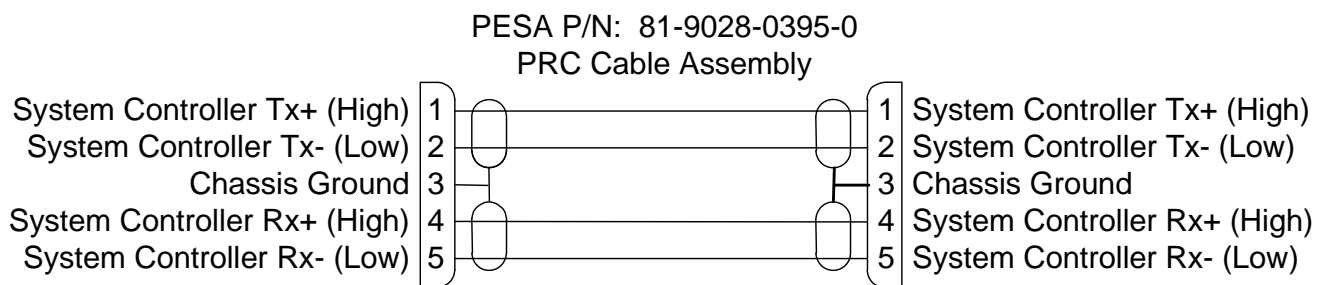 PESA P/N: 81-9028-0395-0
PRC Cable Assembly
System Controller Tx+ (High) 1 1 System Controller Tx+ (High)
System Controller Tx- (Low) 2 2 System Controller Tx- (Low)
Chassis Ground 3 3 Chassis Ground
System Controller Rx+ (High) 4 4 System Controller Rx+ (High)
System Controller Rx- (Low) 5 5 System Controller Rx- (Low)